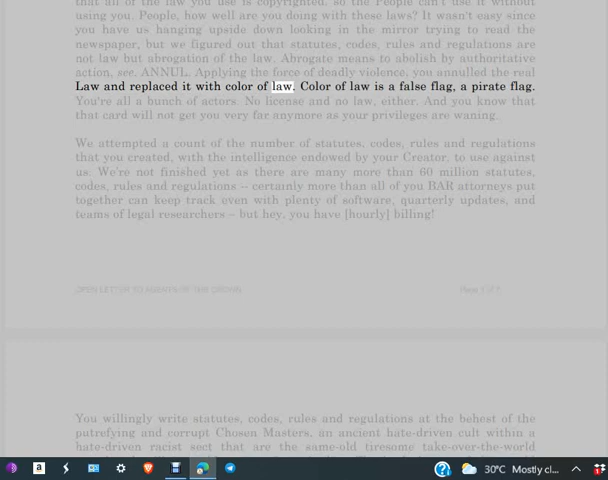 that all of the law you use is copyrighted, so the People can't use it without
using you. People, how well are you doing with these laws? It wasn't easy since
you have us hanging upside down looking in the mirror trying to read the
newspaper, but we figured out that statutes, codes, rules and regulations are
not law but abrogation of the law. Abrogate means to abolish by authoritative
action, see. ANNUL. Applying the force of deadly violence, you annulled the real
Law and replaced it with color of law. Color of law is a false flag, a pirate flag.
You're all a bunch of actors. No license and no law, either. And you know that
that card will not get you very far anymore as your privileges are waning.
We attempted a count of the number of statutes, codes, rules and regulations
that you created, with the intelligence endowed by your Creator, to use against
us. We're not finished yet as there are many more than 60 million statutes,
codes, rules and regulations -- certainly more than all of you BAR attorneys put
together can keep track even with plenty of software, quarterly updates, and
teams of legal researchers – but hey, you have [hourly] billing!
OPEN LETTER TO AGENTS OF THE CROWN
You willingly write statutes, codes, rules and regulations at the behest of the
putrefying and corrupt Chosen Masters, an ancient hate-driven cult within a
hate-driven racist sect that are the same-old tiresome take-over-the-world
30°C Mostly cl...